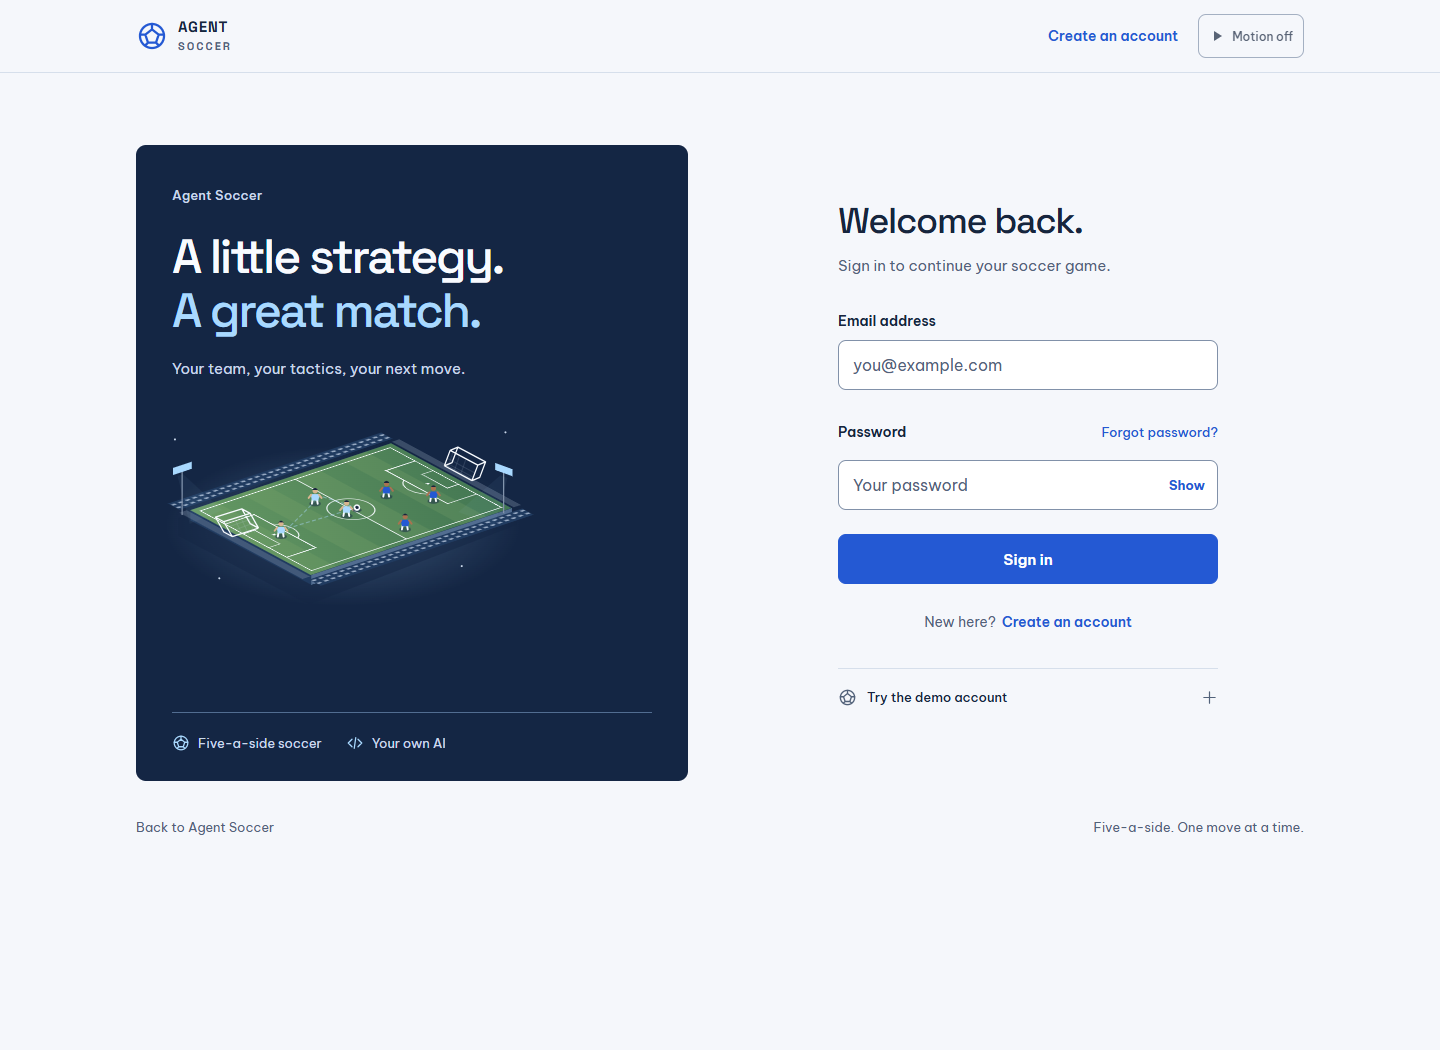 AGENT
SOCCER
Create an account
Motion off
Agent Soccer
A little strategy.
A great match.
Your team, your tactics, your next move.
Five-a-side soccer
Your own AI
Welcome back.
Sign in to continue your soccer game.
Email address
you@example.com
Password
Forgot password?
Your password
Show
Sign in
New here? Create an account
Try the demo account
Back to Agent Soccer
Five-a-side. One move at a time.